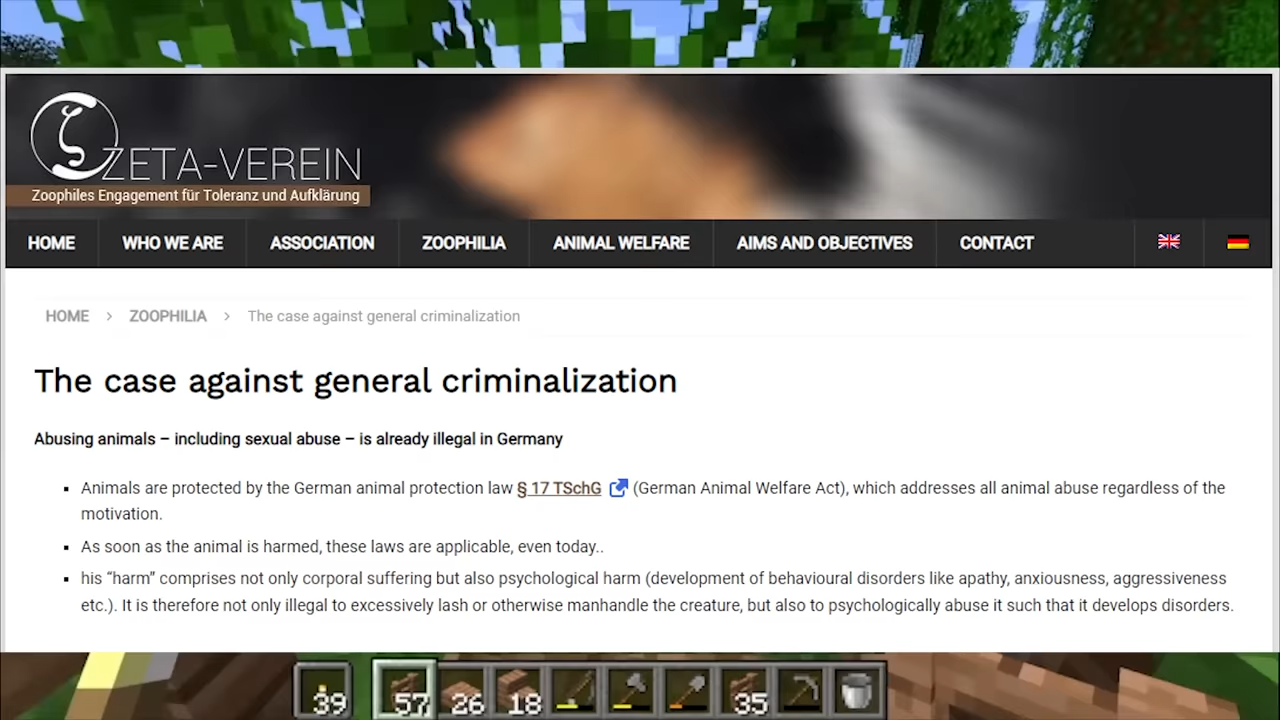 ZETA-VEREIN
Zoophiles Engagement für Toleranz und Aufklärung
HOME WHO WE ARE ASSOCIATION ZOOPHILIA ANIMAL WELFARE AIMS AND OBJECTIVES CONTACT
HOME > ZOOPHILIA > The case against general criminalization
The case against general criminalization
Abusing animals – including sexual abuse – is already illegal in Germany
▪ Animals are protected by the German animal protection law § 17 TSchG (German Animal Welfare Act), which addresses all animal abuse regardless of the
motivation.
▪ As soon as the animal is harmed, these laws are applicable, even today..
▪ his “harm” comprises not only corporal suffering but also psychological harm (development of behavioural disorders like apathy, anxiousness, aggressiveness
etc.). It is therefore not only illegal to excessively lash or otherwise manhandle the creature, but also to psychologically abuse it such that it develops disorders.
39 57 26 18 35